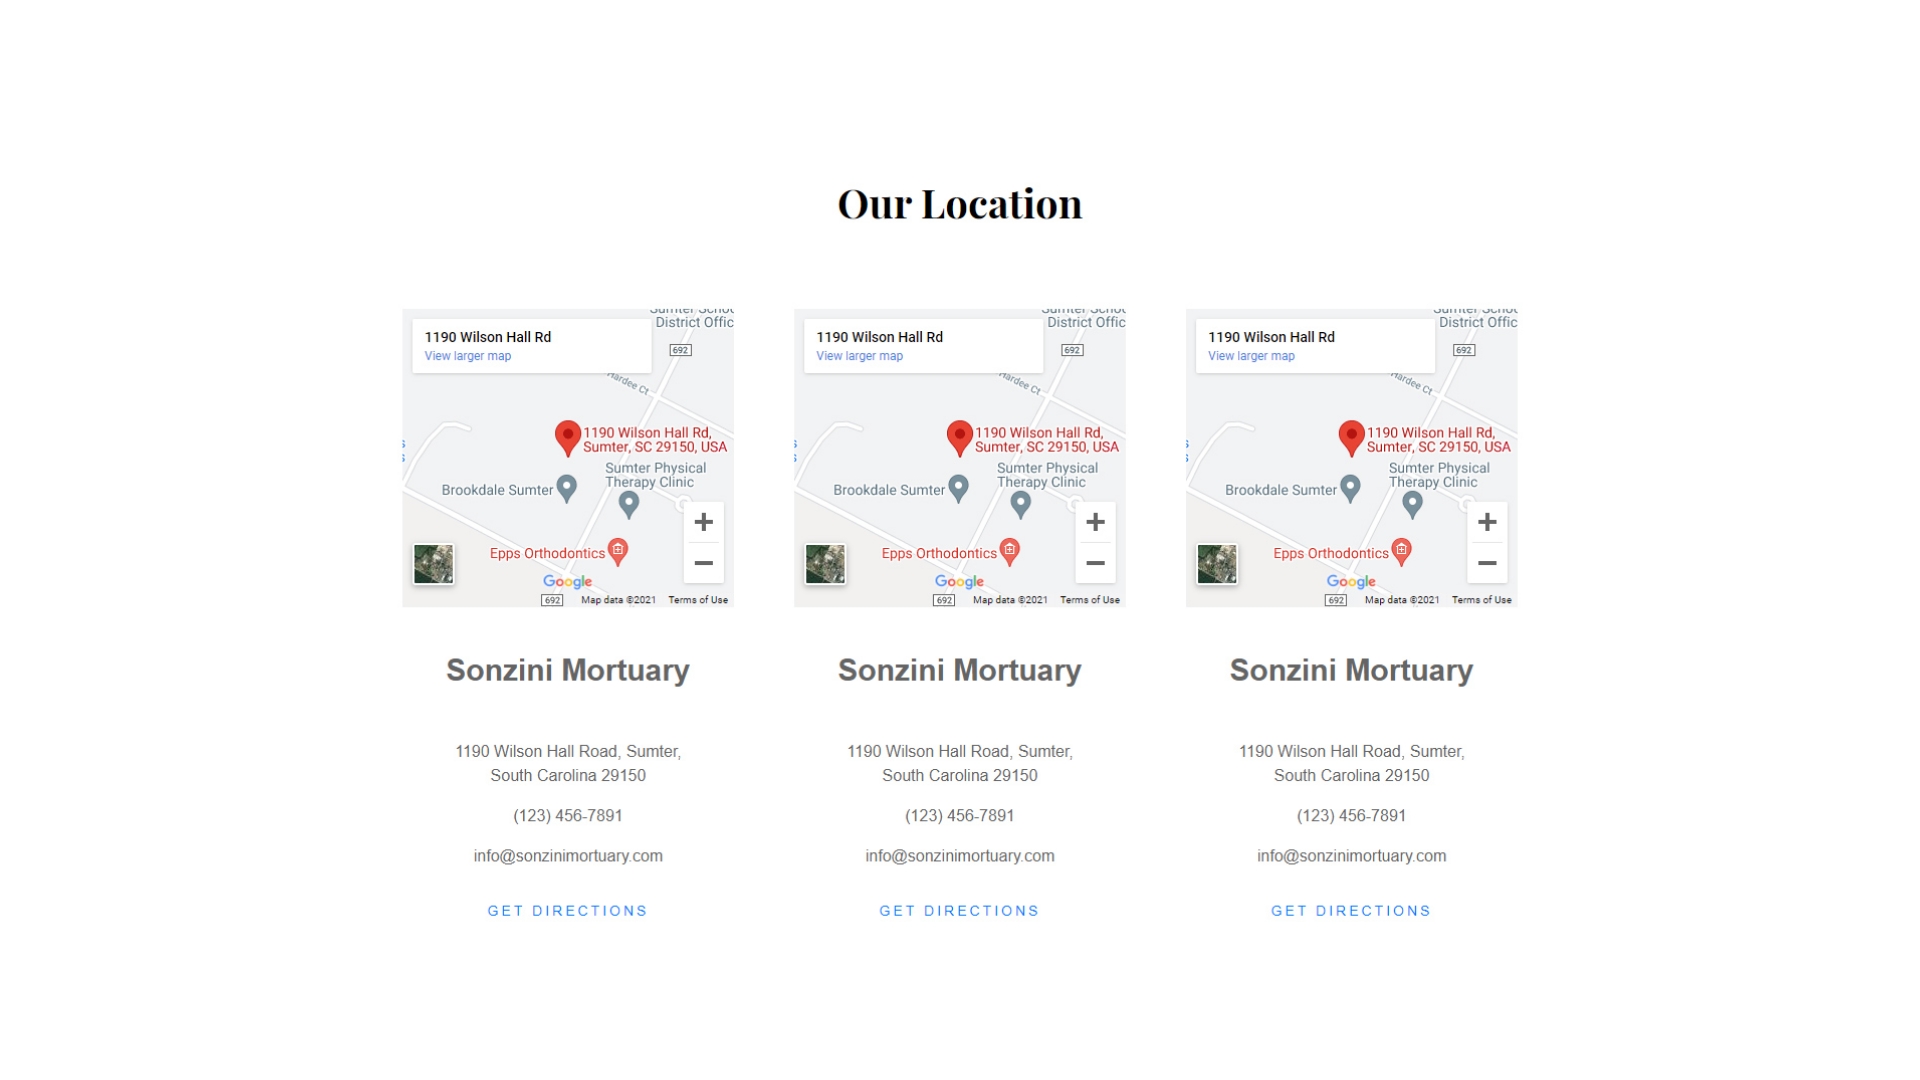 Our Location
District Offic
1190 Wilson Hall Rd
View larger map
692
Hardee Ct
1190 Wilson Hall Rd,
Sumter, SC 29150, USA
Sumter Physical
Therapy Clinic
Brookdale Sumter
Epps Orthodontics
Google
692
Map data ©2021
Terms of Use
Sonzini Mortuary
1190 Wilson Hall Road, Sumter,
South Carolina 29150
(123) 456-7891
info@sonzinimortuary.com
GET DIRECTIONS
District Offic
1190 Wilson Hall Rd
View larger map
692
Hardee Ct
1190 Wilson Hall Rd,
Sumter, SC 29150, USA
Sumter Physical
Therapy Clinic
Brookdale Sumter
Epps Orthodontics
Google
692
Map data ©2021
Terms of Use
Sonzini Mortuary
1190 Wilson Hall Road, Sumter,
South Carolina 29150
(123) 456-7891
info@sonzinimortuary.com
GET DIRECTIONS
District Offic
1190 Wilson Hall Rd
View larger map
692
Hardee Ct
1190 Wilson Hall Rd,
Sumter, SC 29150, USA
Sumter Physical
Therapy Clinic
Brookdale Sumter
Epps Orthodontics
Google
692
Map data ©2021
Terms of Use
Sonzini Mortuary
1190 Wilson Hall Road, Sumter,
South Carolina 29150
(123) 456-7891
info@sonzinimortuary.com
GET DIRECTIONS